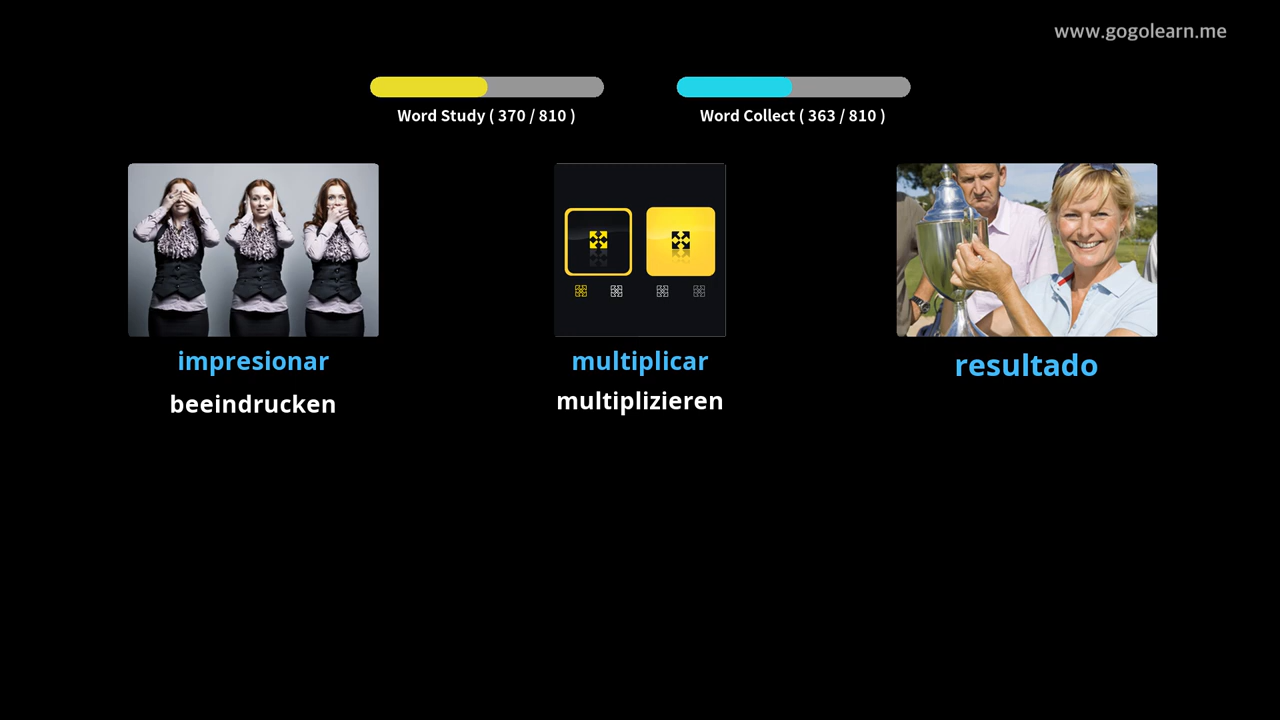 www.gogolearn.me
Word Study ( 370 / 810 )
Word Collect ( 363 / 810 )
impresionar
multiplicar
resultado
beeindrucken
multiplizieren